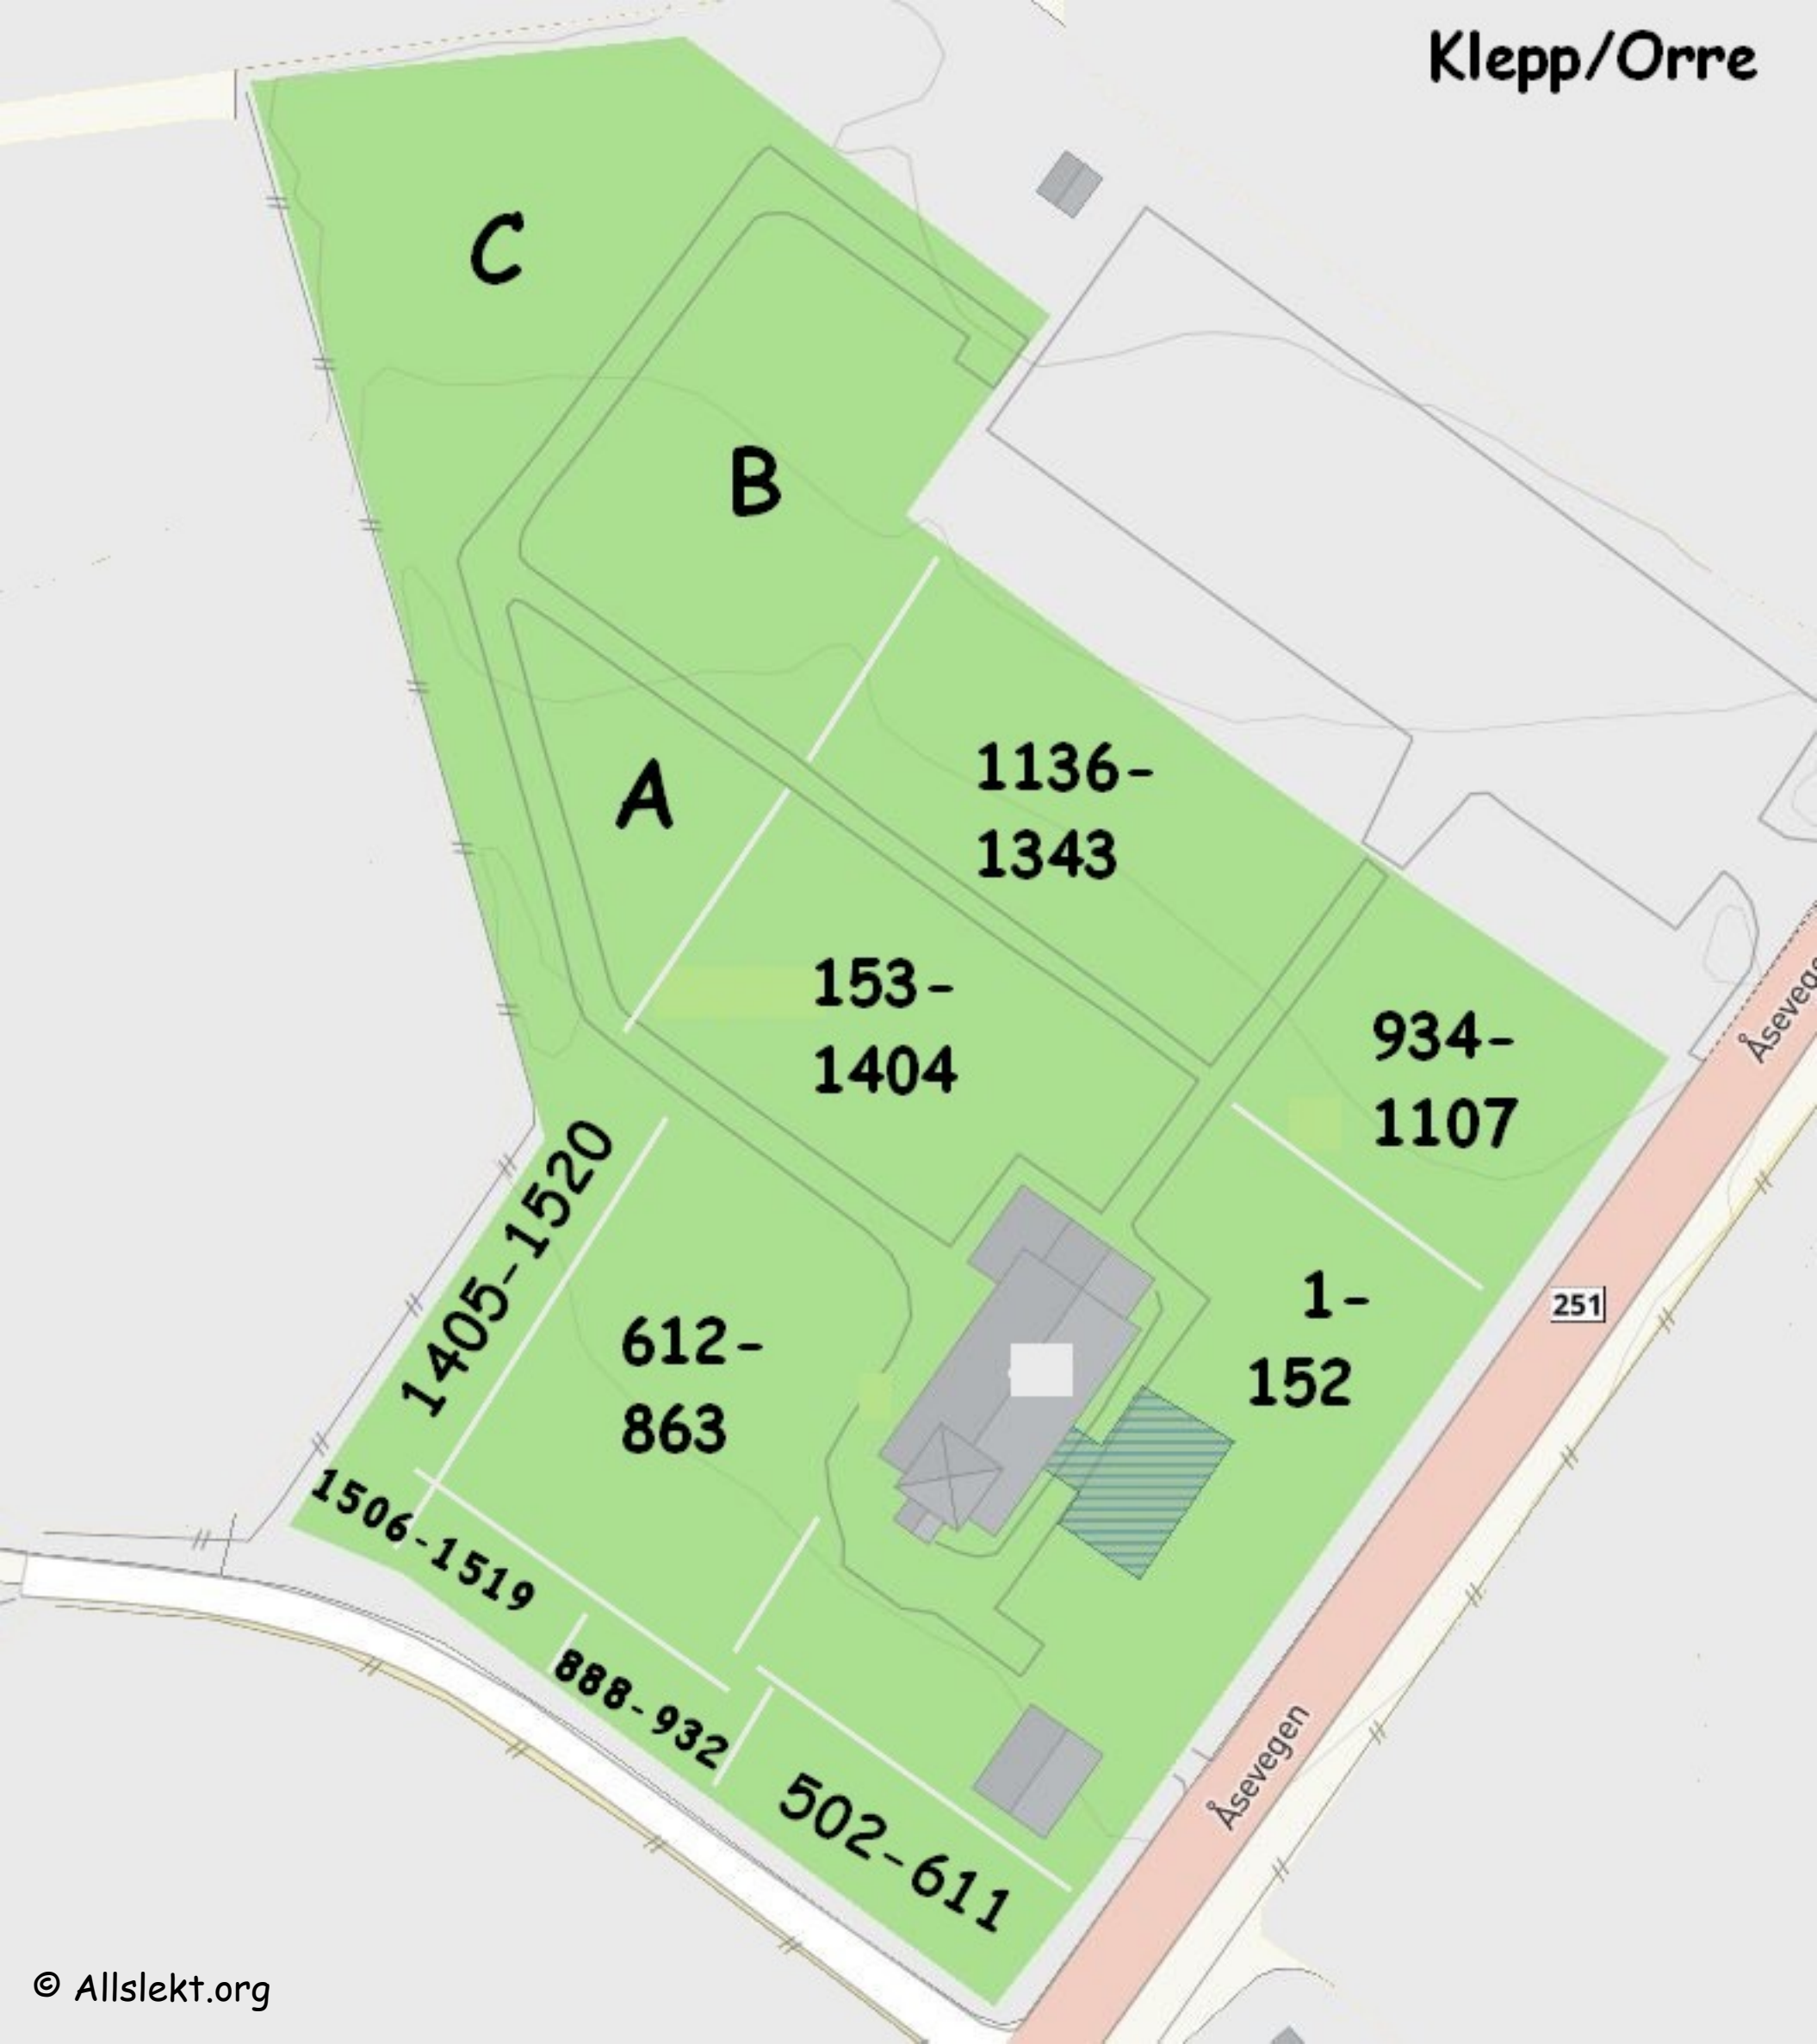 Klepp/Orre
C
B
A
1136-
1343
153-
1404
934-
1107
Åsevege
1405-1520
1-
152
251
612-
863
1506-1519
888-932
502-611
Åsevegen
© Allslekt.org